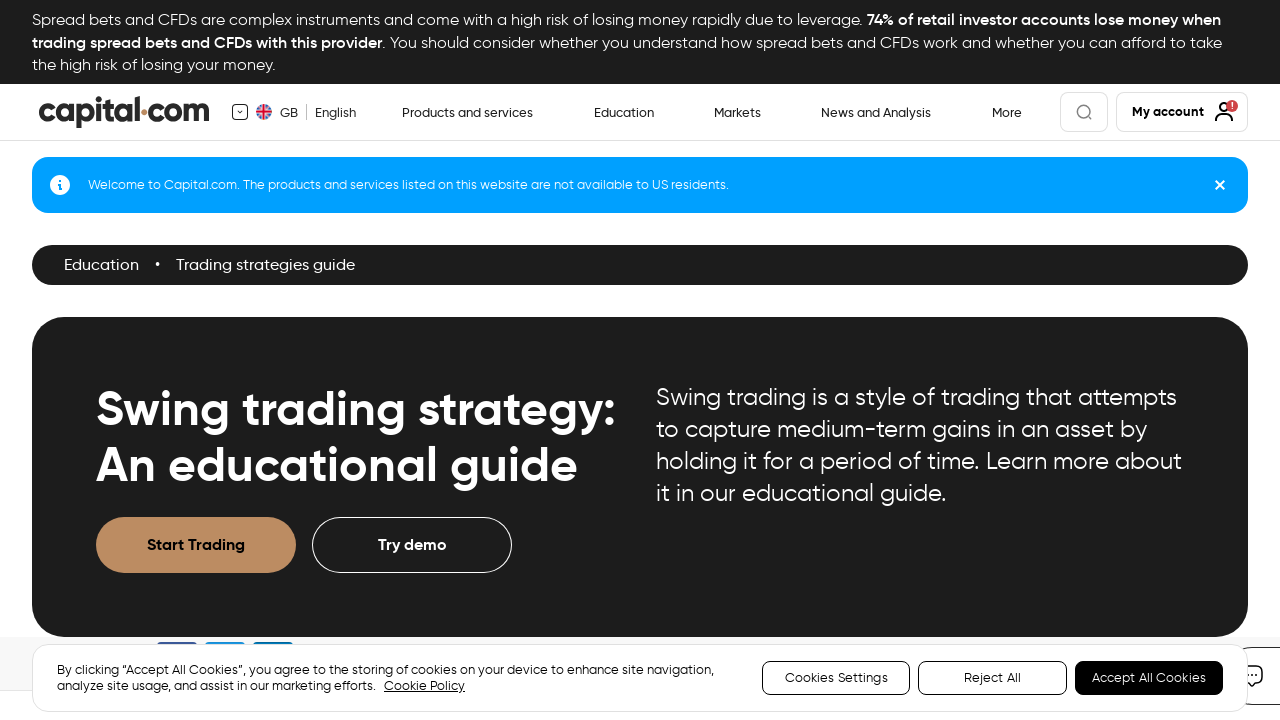 Spread bets and CFDs are complex instruments and come with a high risk of losing money rapidly due to leverage. 74% of retail investor accounts lose money when
trading spread bets and CFDs with this provider. You should consider whether you understand how spread bets and CFDs work and whether you can afford to take
the high risk of losing your money.
capital.com GB English Products and services Education Markets News and Analysis More My account
Welcome to Capital.com. The products and services listed on this website are not available to US residents.
Education • Trading strategies guide
Swing trading strategy:
An educational guide
Swing trading is a style of trading that attempts
to capture medium-term gains in an asset by
holding it for a period of time. Learn more about
it in our educational guide.
Start Trading Try demo
By clicking “Accept All Cookies”, you agree to the storing of cookies on your device to enhance site navigation,
analyze site usage, and assist in our marketing efforts. Cookie Policy
Cookies Settings Reject All Accept All Cookies